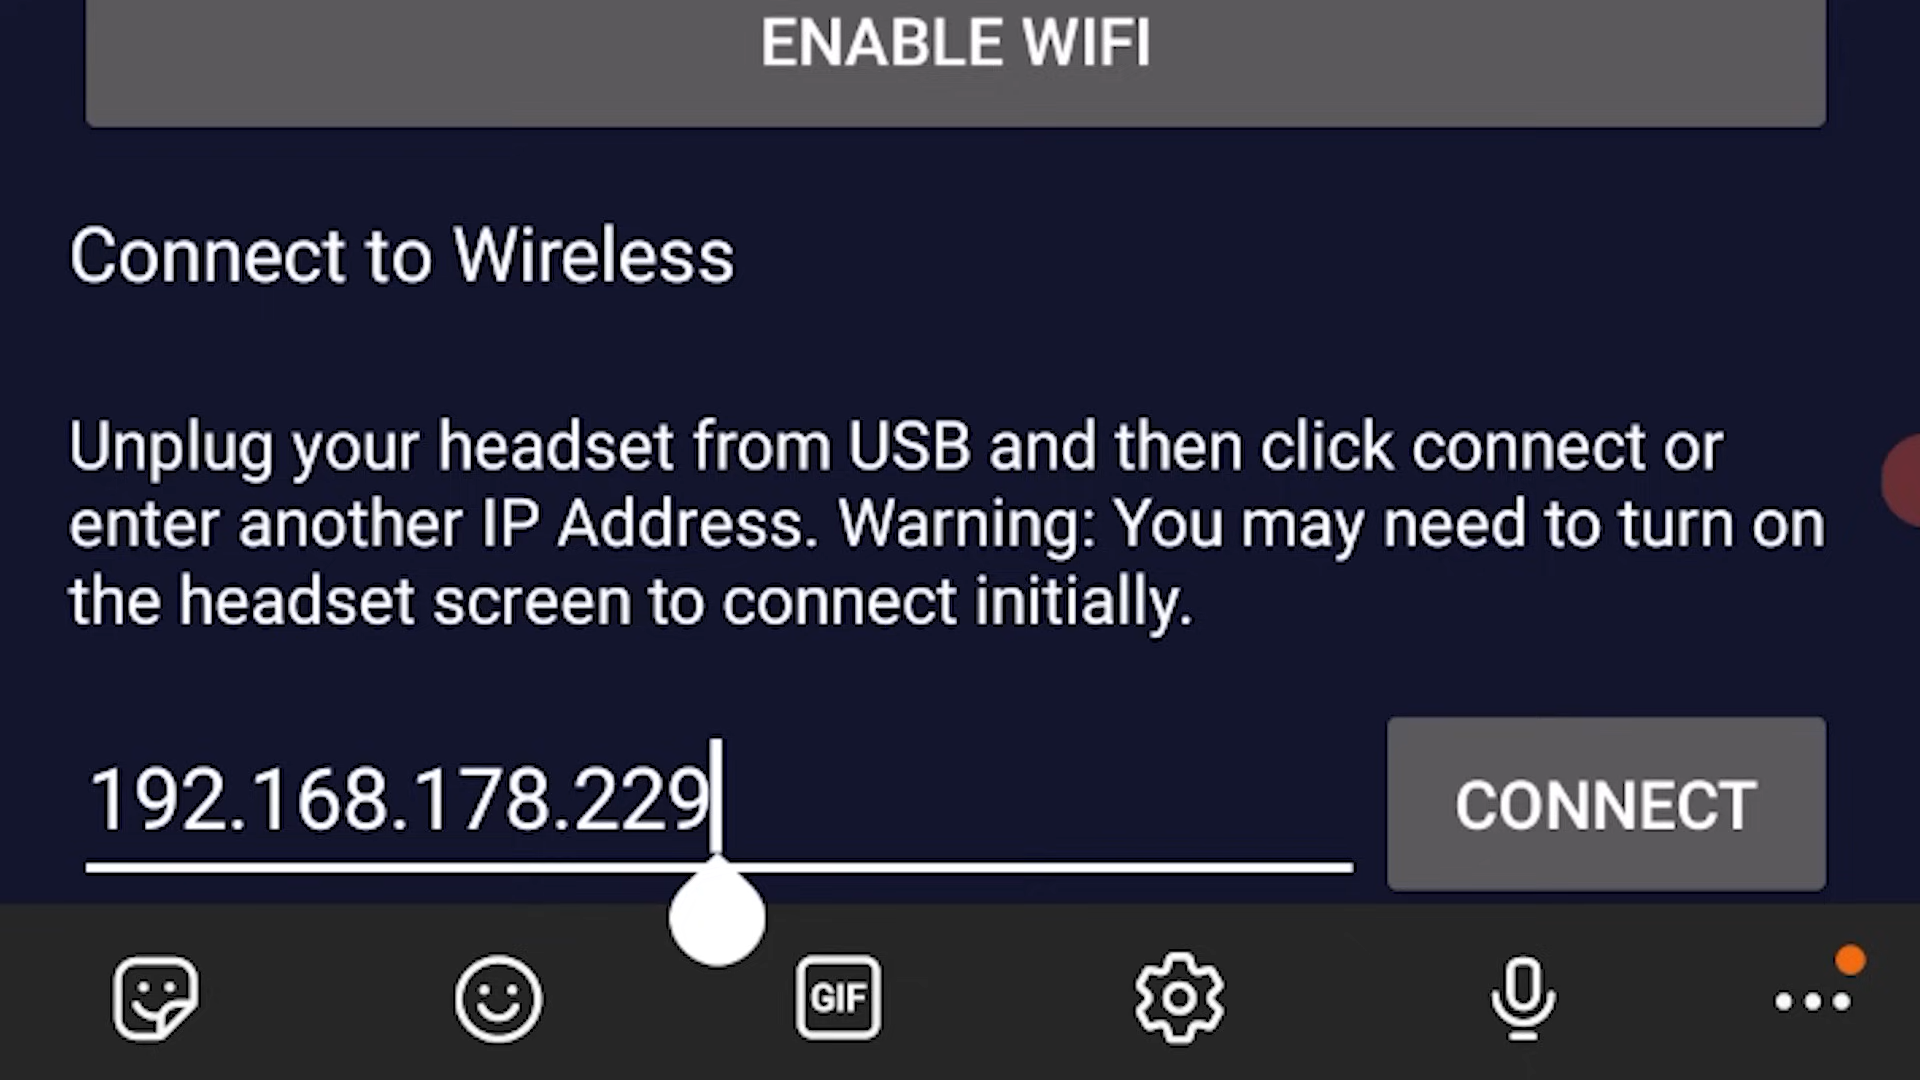 ENABLE WIFI
Connect to Wireless
Unplug your headset from USB and then click connect or
enter another IP Address. Warning: You may need to turn on
the headset screen to connect initially.
192.168.178.229
CONNECT
GIF